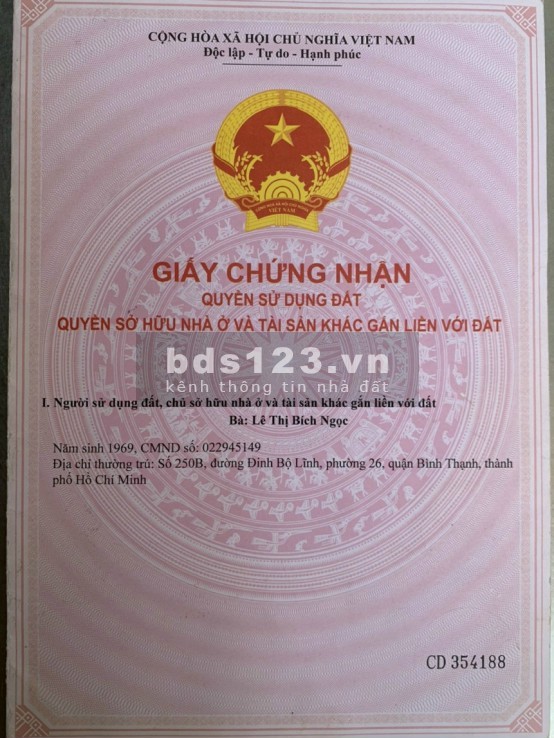 CỘNG HÒA XÃ HỘI CHỦ NGHĨA VIỆT NAM
Độc lập - Tự do - Hạnh phúc
VIỆT NAM
GIẤY CHỨNG NHẬN
QUYỀN SỬ DỤNG ĐẤT
QUYỀN SỞ HỮU NHÀ Ở VÀ TÀI SẢN KHÁC GẮN LIỀN VỚI ĐẤT
bds123.vn
kênh thông tin nhà đất
I. Người sử dụng đất, chủ sở hữu nhà ở và tài sản khác gắn liền với đất
Bà: Lê Thị Bích Ngọc
Năm sinh 1969, CMND số: 022945149
Địa chỉ thường trú: Số 250B, đường Đinh Bộ Lĩnh, phường 26, quận Bình Thạnh, thành
phố Hồ Chí Minh
CD 354188